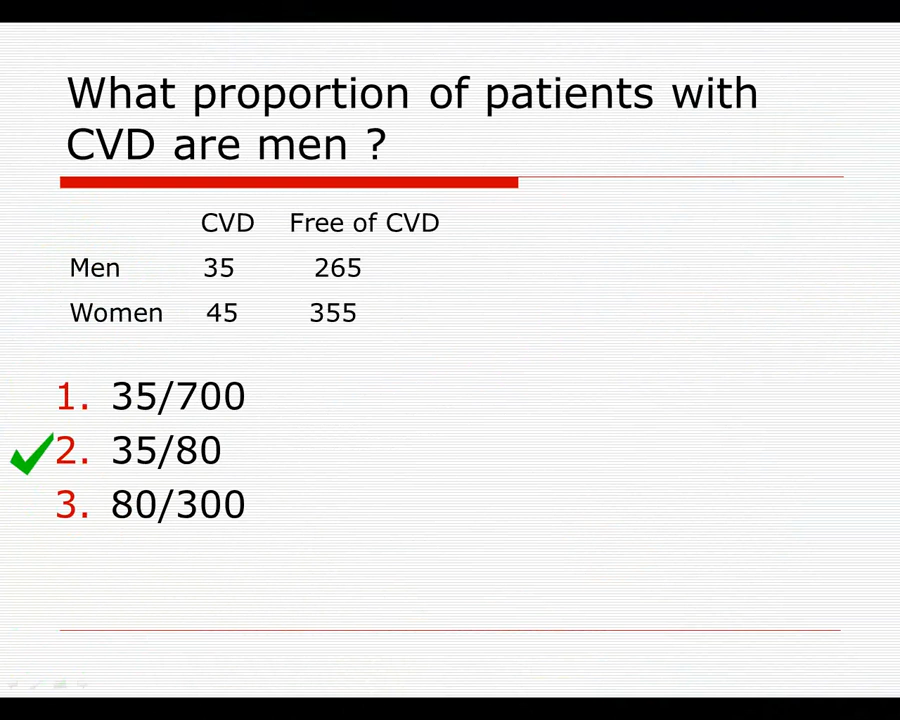 What proportion of patients with
CVD are men ?
CVD Free of CVD
Men 35 265
Women 45 355
1. 35/700
2. 35/80
3. 80/300